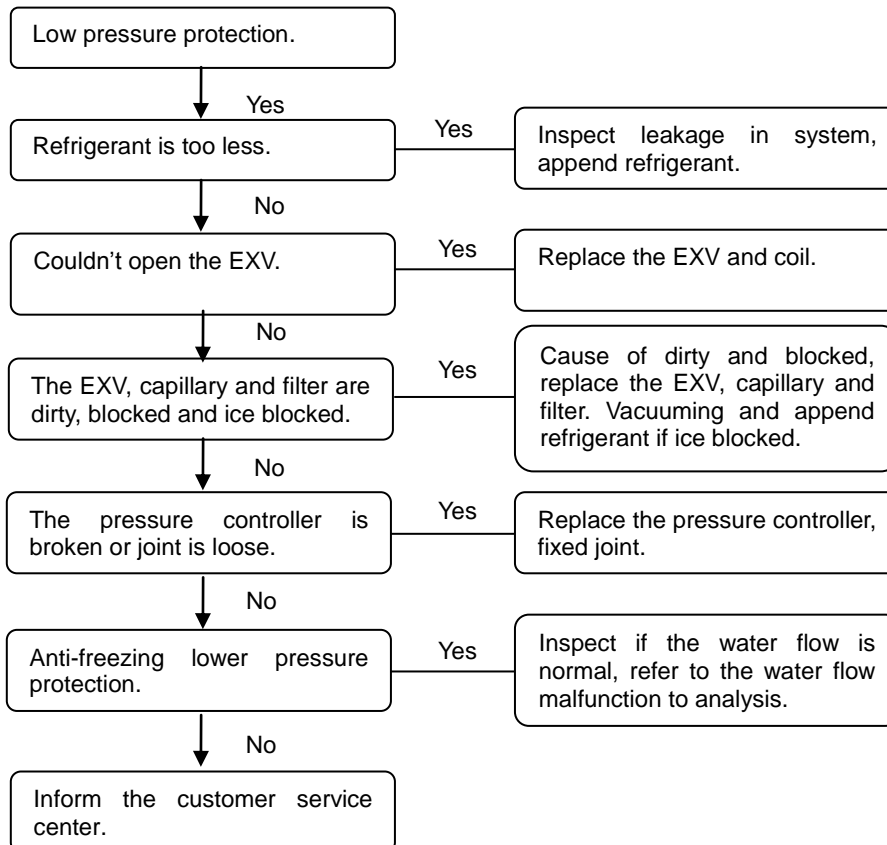 Low pressure protection.
Yes
Refrigerant is too less.
Yes
Inspect leakage in system,
append refrigerant.
No
Couldn’t open the EXV.
Yes
Replace the EXV and coil.
No
The EXV, capillary and filter are
dirty, blocked and ice blocked.
Yes
Cause of dirty and blocked,
replace the EXV, capillary and
filter. Vacuuming and append
refrigerant if ice blocked.
No
The pressure controller is
broken or joint is loose.
Yes
Replace the pressure controller,
fixed joint.
No
Anti-freezing lower pressure
protection.
Yes
Inspect if the water flow is
normal, refer to the water flow
malfunction to analysis.
No
Inform the customer service
center.